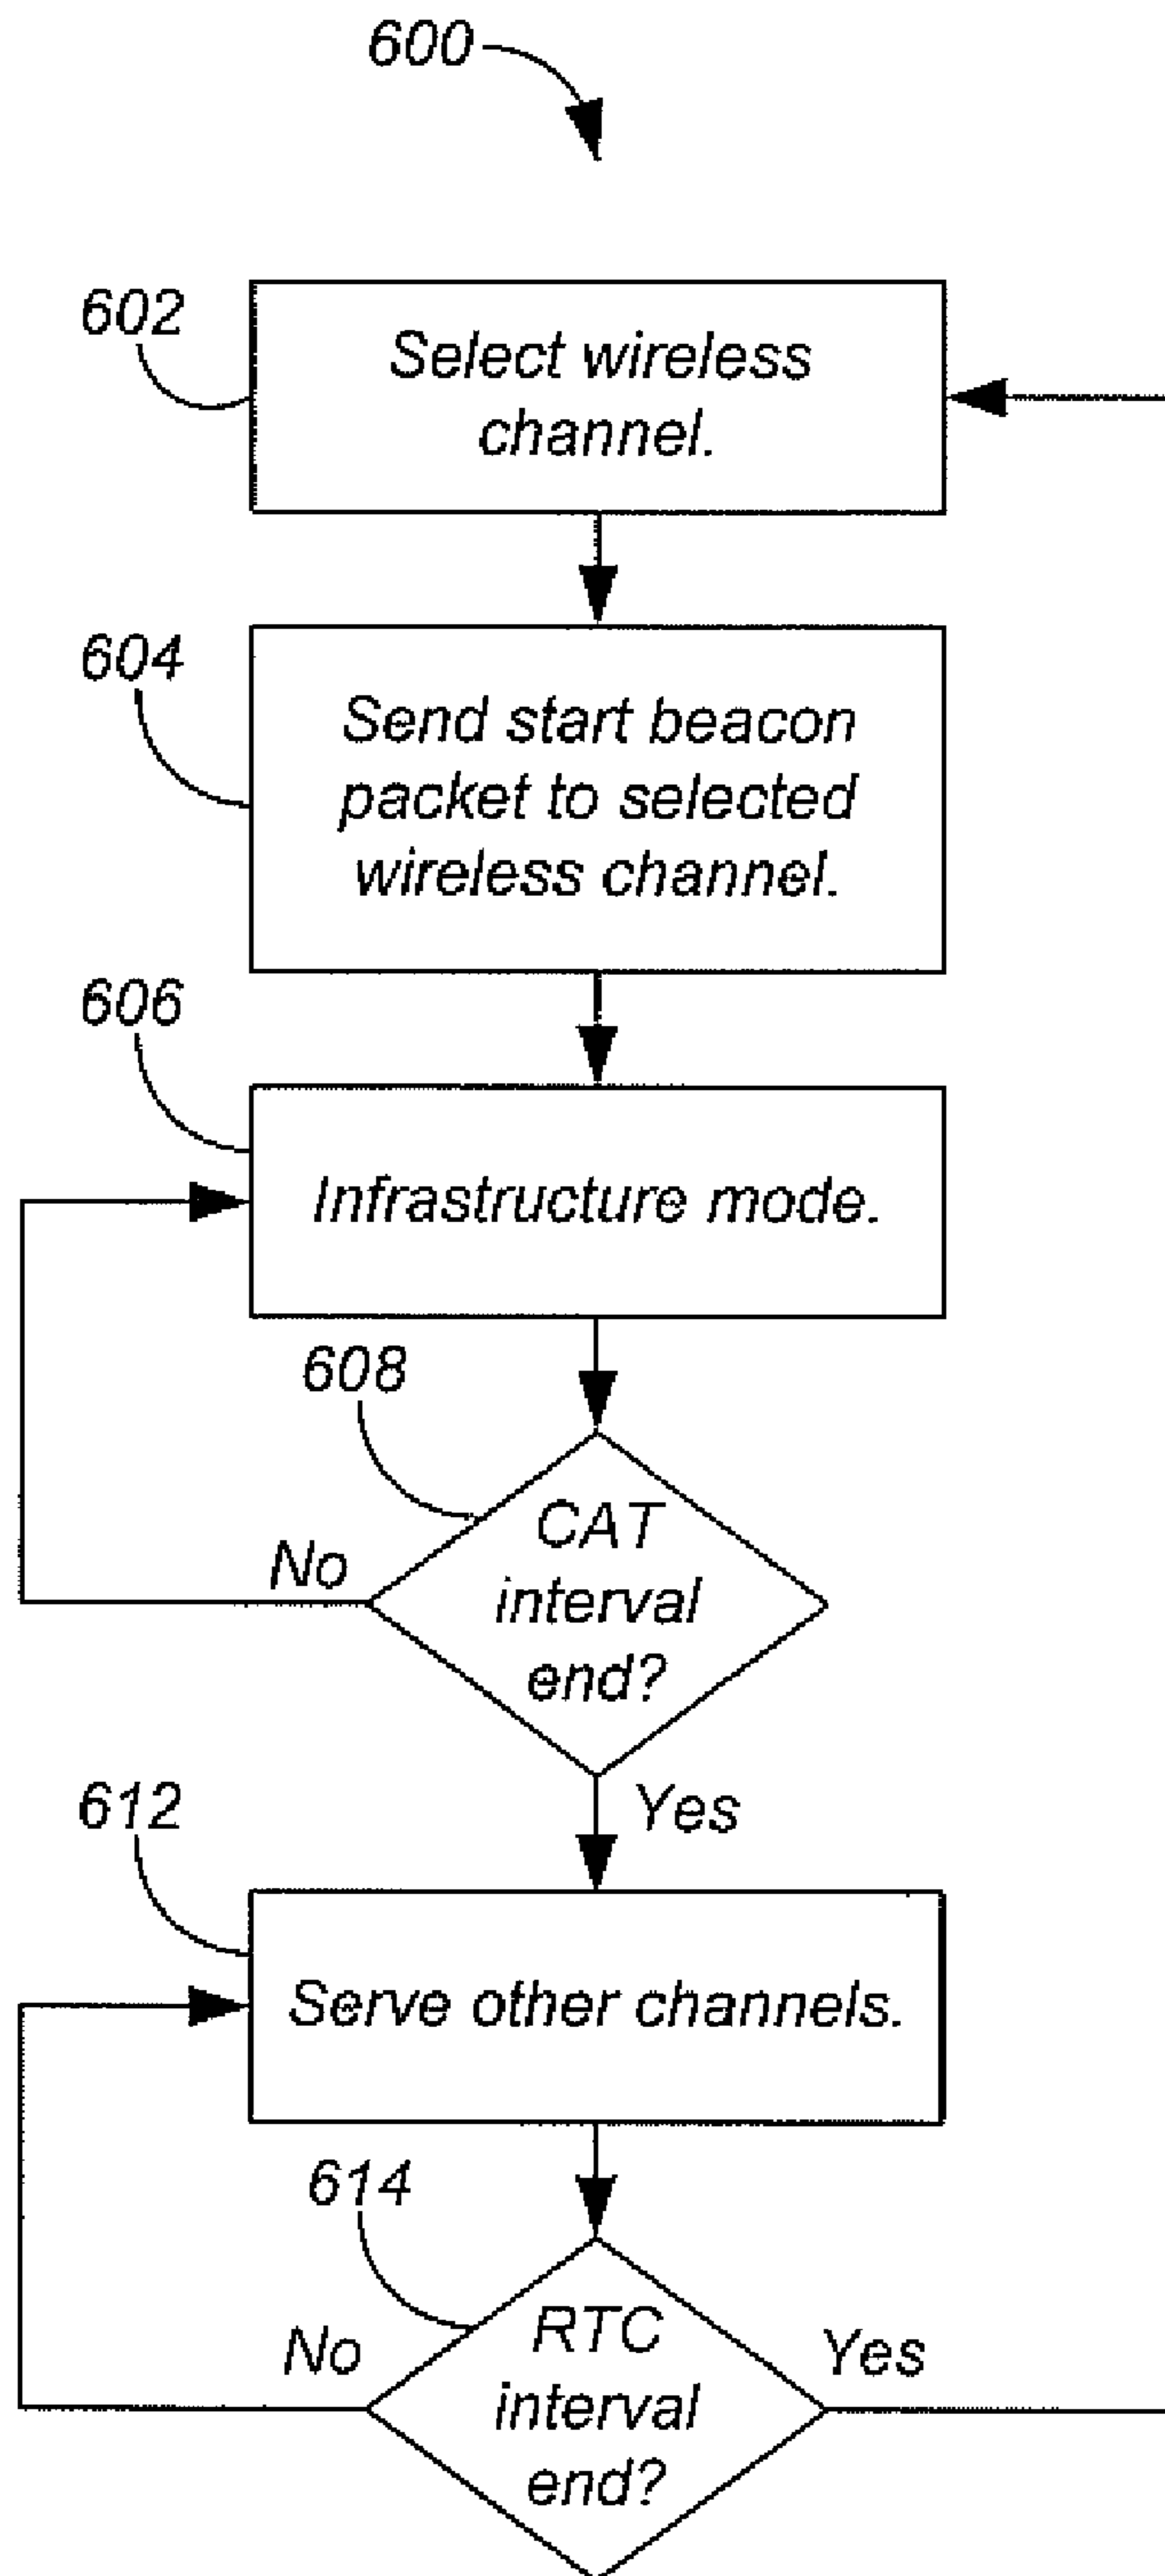 600
602
Select wireless
channel.
604
Send start beacon
packet to selected
wireless channel.
606
Infrastructure mode.
608
CAT
interval
end?
No
Yes
612
Serve other channels.
614
RTC
interval
end?
No
Yes